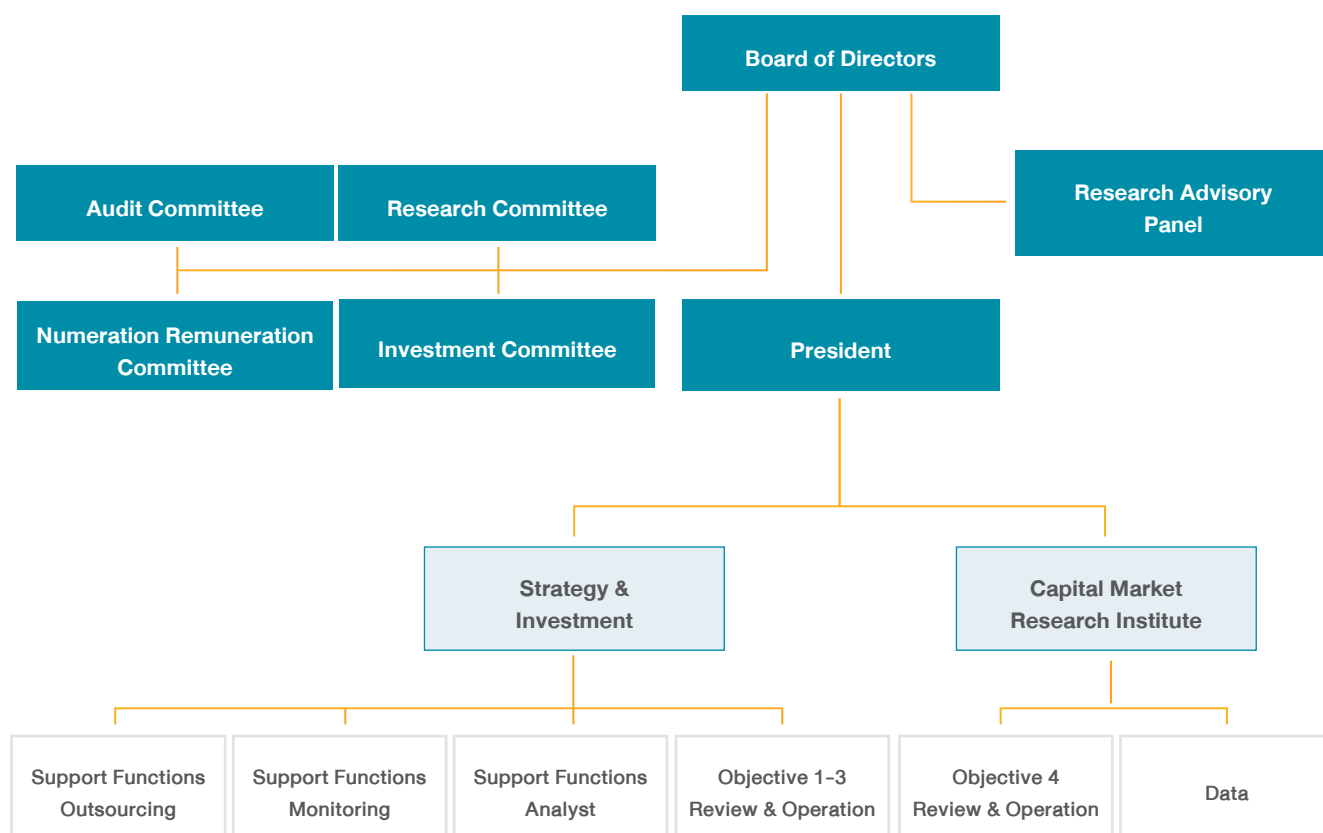 Board of Directors
Audit Committee
Research Committee
Research Advisory
Panel
Numeration Remuneration
Committee
Investment Committee
President
Strategy &
Investment
Capital Market
Research Institute
Support Functions
Outsourcing
Support Functions
Monitoring
Support Functions
Analyst
Objective 1-3
Review & Operation
Objective 4
Review & Operation
Data